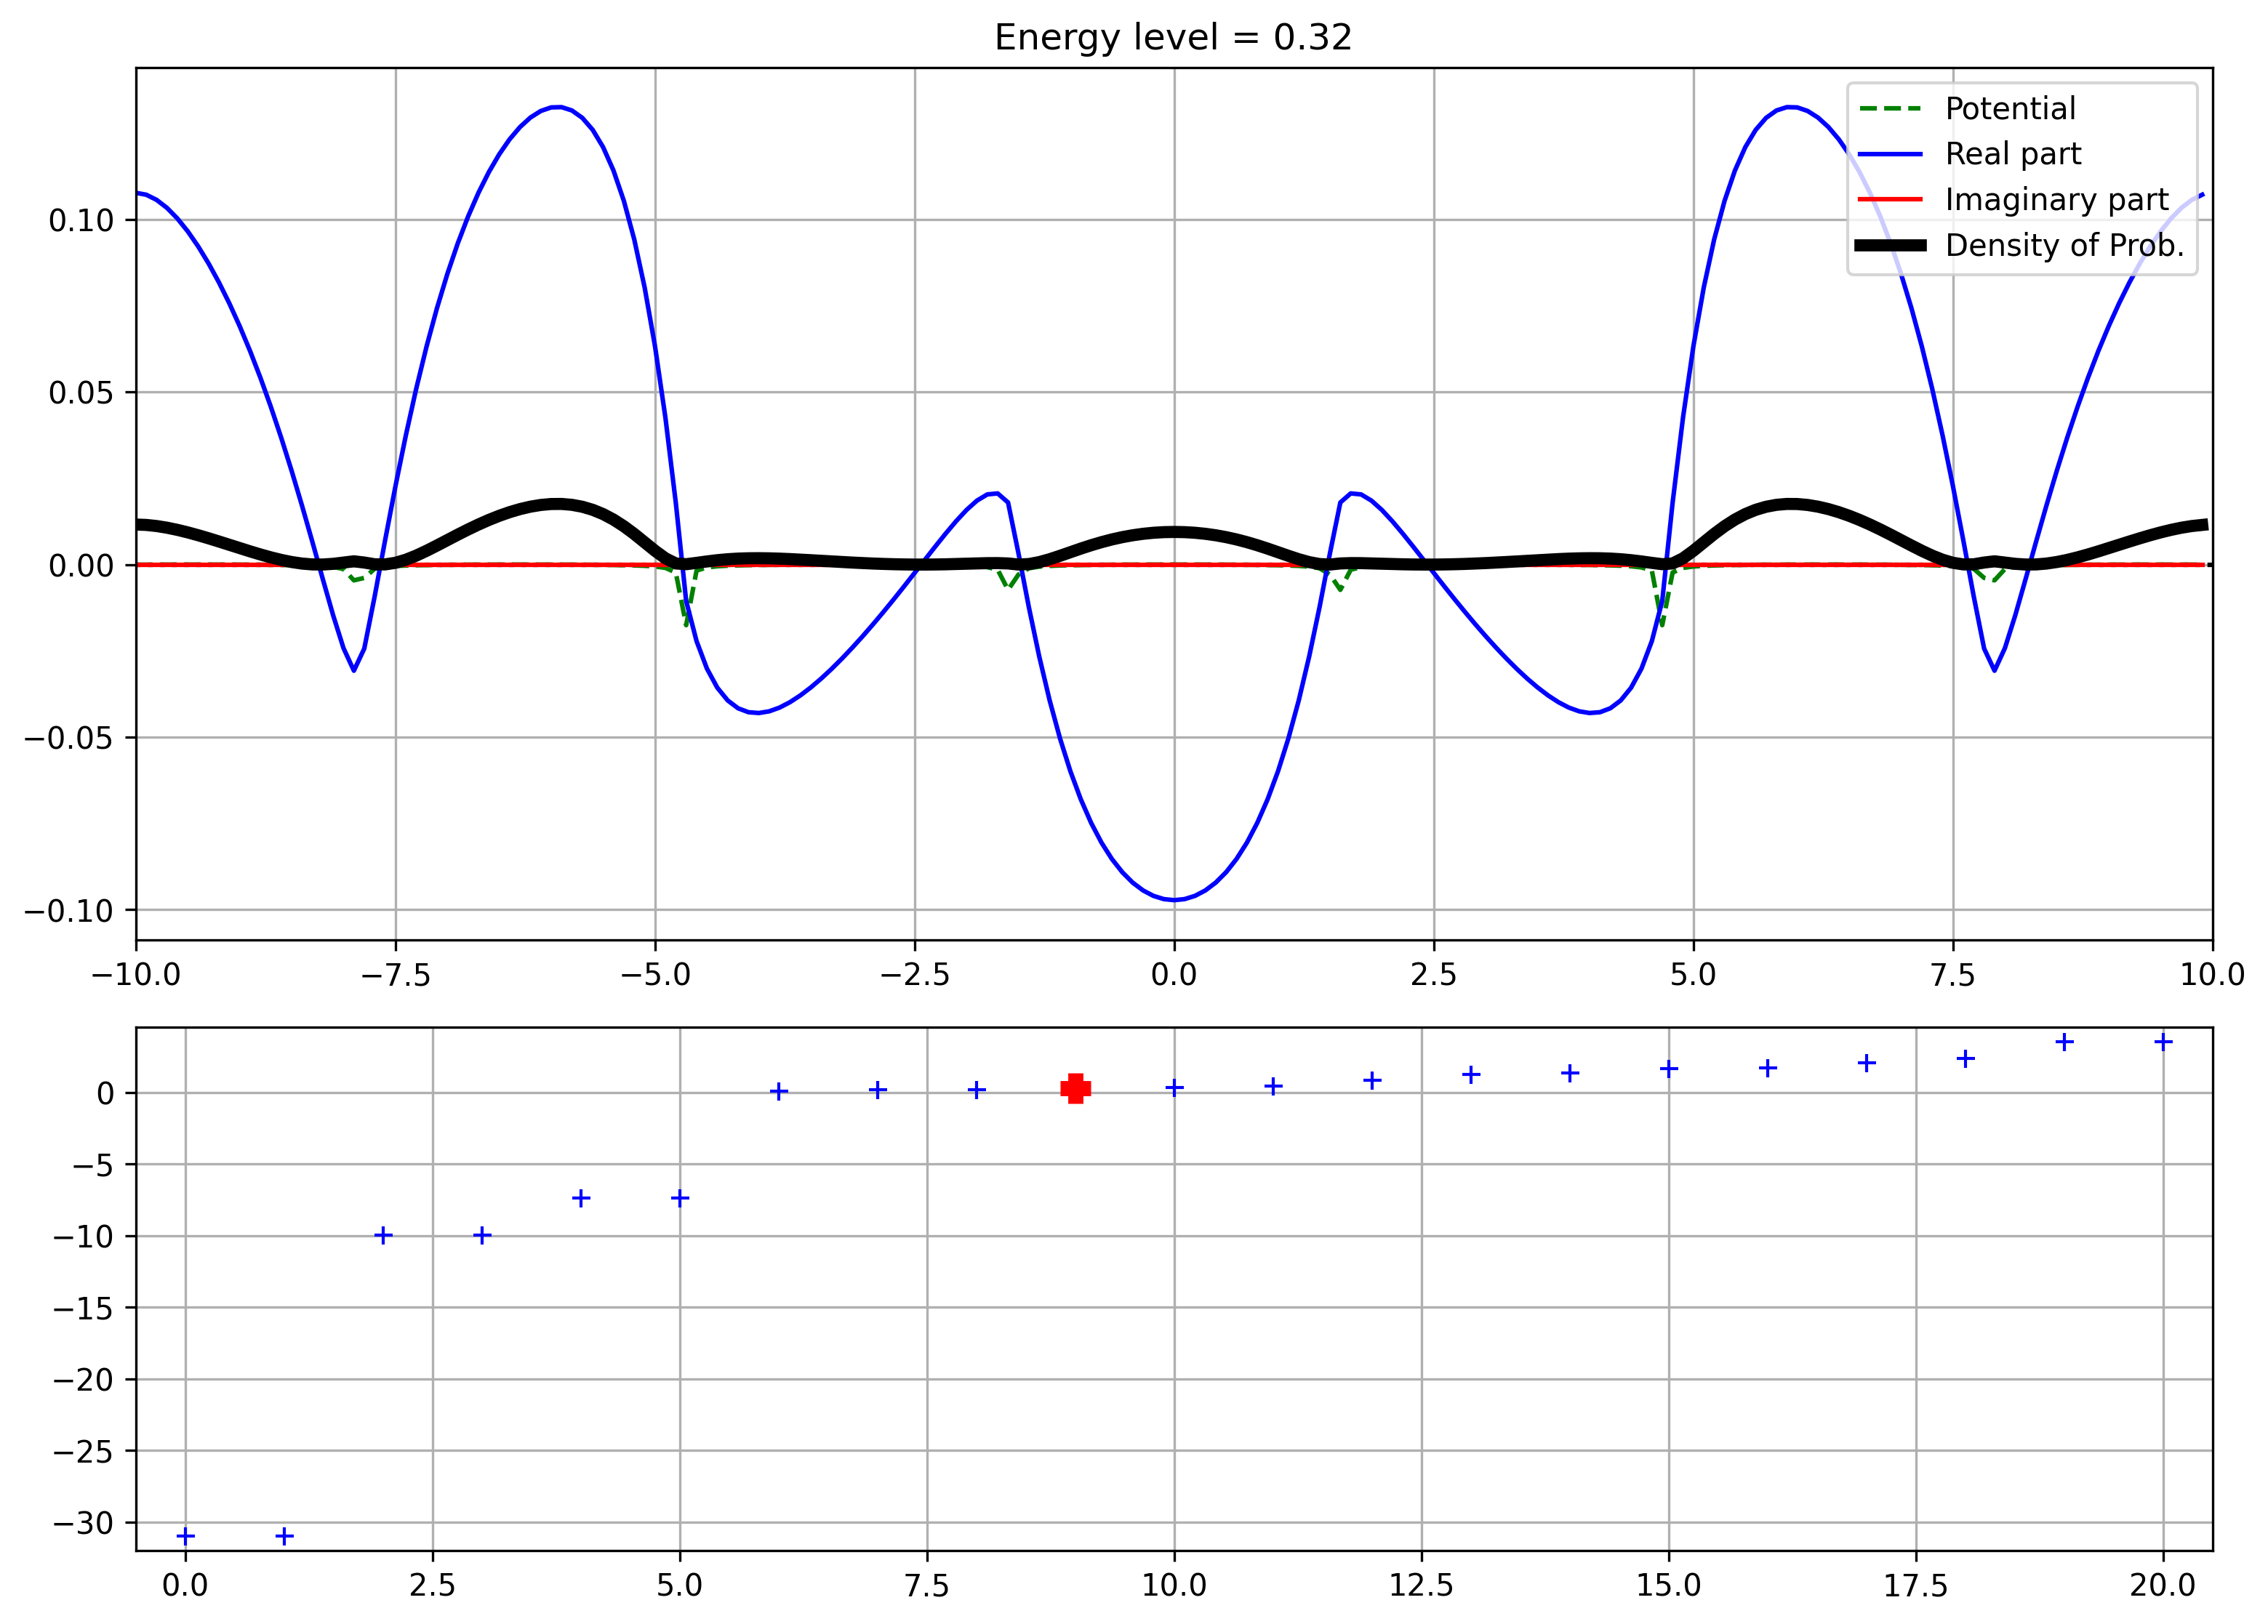 Energy level = 0.32
Potential
Real part
Imaginary part
Density of Prob.
0.10
0.05
0.00
−0.05
−0.10
−10.0 −7.5 −5.0 −2.5 0.0 2.5 5.0 7.5 10.0
0
−5
−10
−15
−20
−25
−30
0.0 2.5 5.0 7.5 10.0 12.5 15.0 17.5 20.0